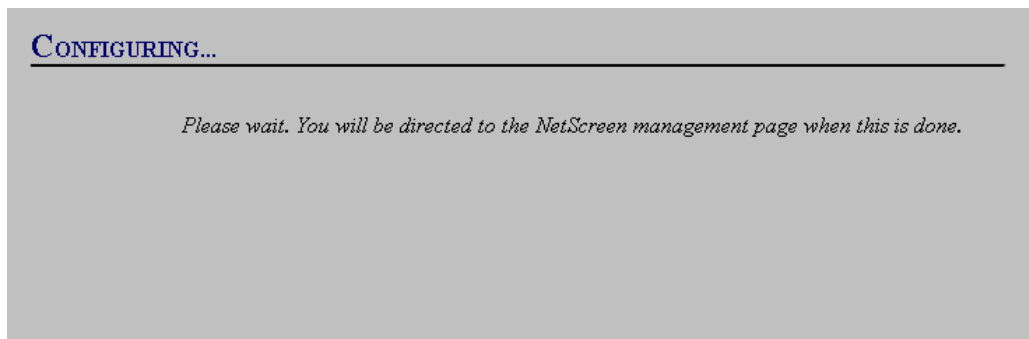 CONFIGURING...
Please wait. You will be directed to the NetScreen management page when this is done.